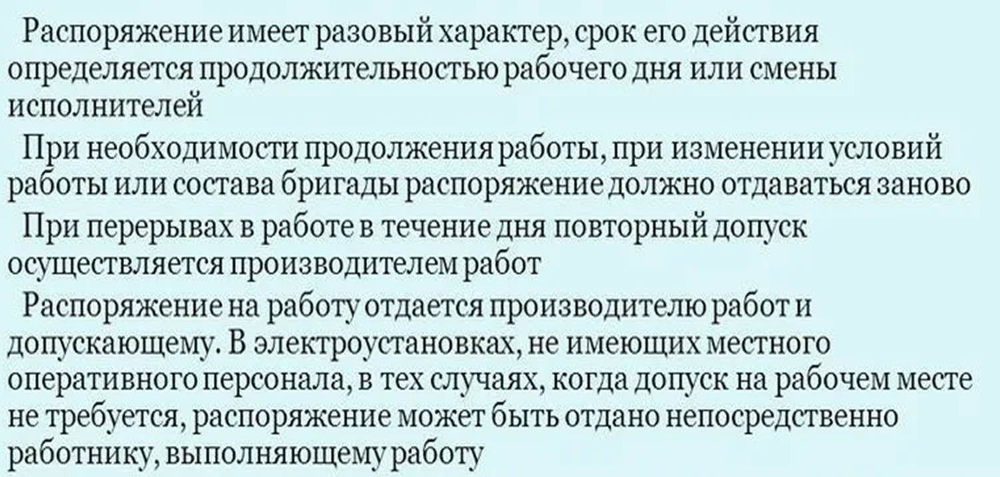 Распоряжение имеет разовый характер, срок его действия
определяется продолжительностью рабочего дня или смены
исполнителей
При необходимости продолжения работы, при изменении условий
работы или состава бригады распоряжение должно отдаваться заново
При перерывах в работе в течение дня повторный допуск
осуществляется производителем работ
Распоряжение на работу отдается производителю работ и
допускающему. В электроустановках, не имеющих местного
оперативного персонала, в тех случаях, когда допуск на рабочем месте
не требуется, распоряжение может быть отдано непосредственно
работнику, выполняющему работу